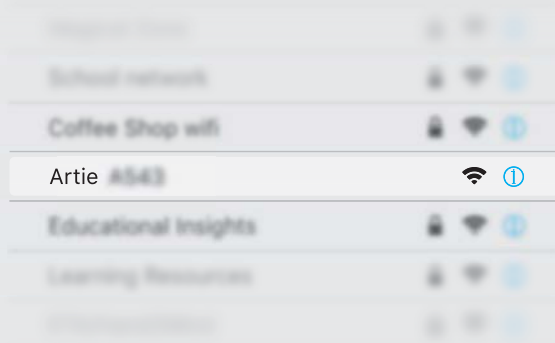 School network
Coffee Shop wifi
Artie A543
Educational Insights
Learning Resources